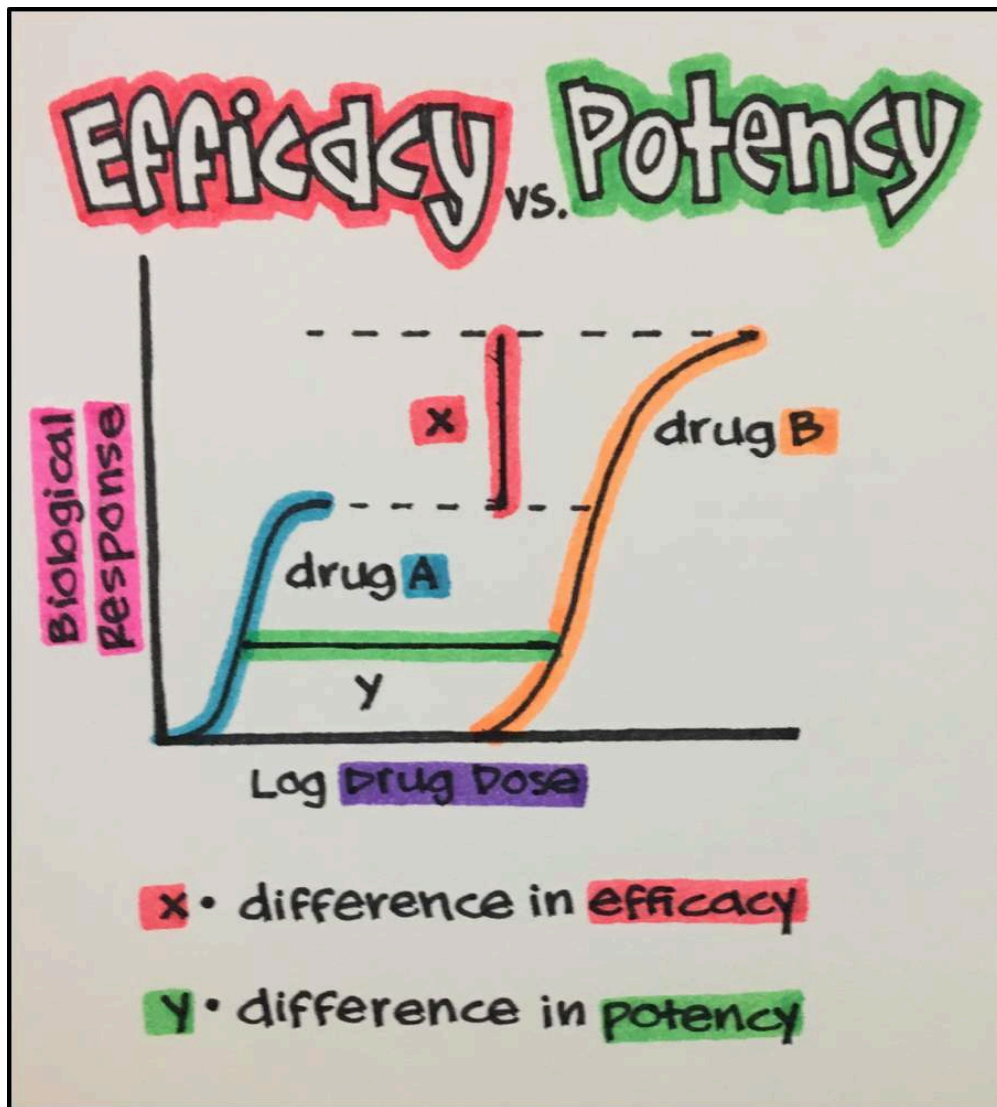 Efficacy vs. Potency
Biological
Response
x
drug B
drug A
y
Log Drug Dose
x • difference in efficacy
y • difference in potency